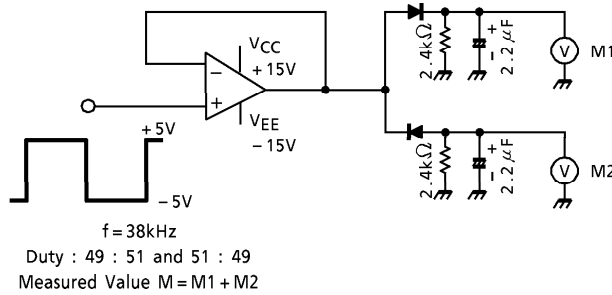 VCC
+15V
−
+
VEE
−15V
2.4kΩ
+
−
2.2μF
V
M1
2.4kΩ
+
−
2.2μF
V
M2
+5V
−5V
f=38kHz
Duty : 49 : 51 and 51 : 49
Measured Value M=M1+M2